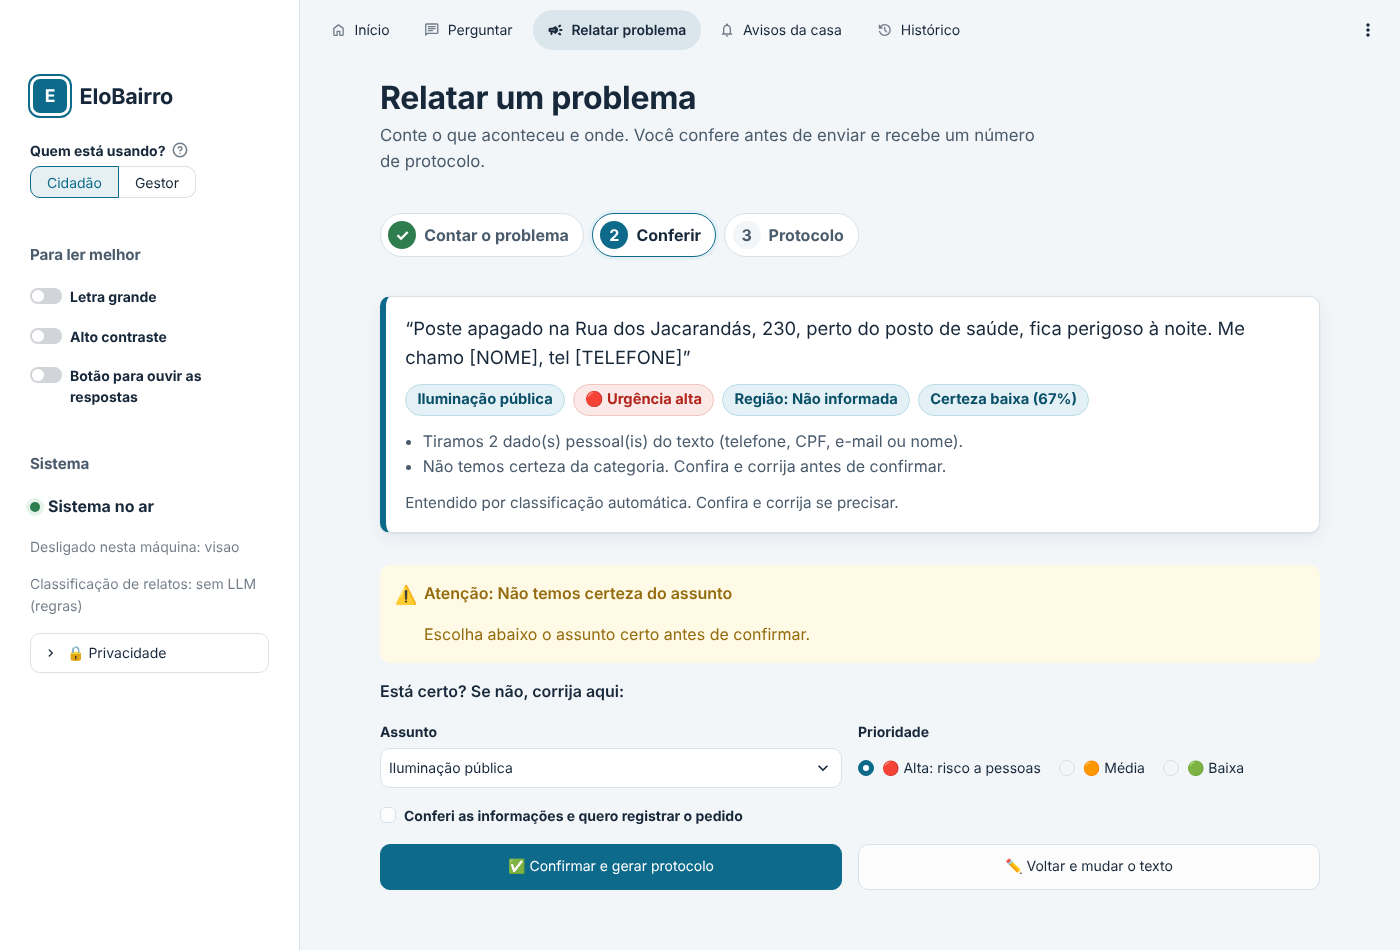 Início
Perguntar
Relatar problema
Avisos da casa
Histórico
E
EloBairro
Quem está usando?
Cidadão
Gestor
Para ler melhor
Letra grande
Alto contraste
Botão para ouvir as
respostas
Sistema
Sistema no ar
Desligado nesta máquina: visao
Classificação de relatos: sem LLM
(regras)
🔒 Privacidade
Relatar um problema
Conte o que aconteceu e onde. Você confere antes de enviar e recebe um número
de protocolo.
Contar o problema
2 Conferir
3 Protocolo
“Poste apagado na Rua dos Jacarandás, 230, perto do posto de saúde, fica perigoso à noite. Me
chamo [NOME], tel [TELEFONE]”
Iluminação pública
🔴 Urgência alta
Região: Não informada
Certeza baixa (67%)
• Tiramos 2 dado(s) pessoal(is) do texto (telefone, CPF, e-mail ou nome).
• Não temos certeza da categoria. Confira e corrija antes de confirmar.
Entendido por classificação automática. Confira e corrija se precisar.
⚠️ Atenção: Não temos certeza do assunto
Escolha abaixo o assunto certo antes de confirmar.
Está certo? Se não, corrija aqui:
Assunto
Iluminação pública
Prioridade
🔴 Alta: risco a pessoas
🟠 Média
🟢 Baixa
Conferi as informações e quero registrar o pedido
✅ Confirmar e gerar protocolo
✏️ Voltar e mudar o texto